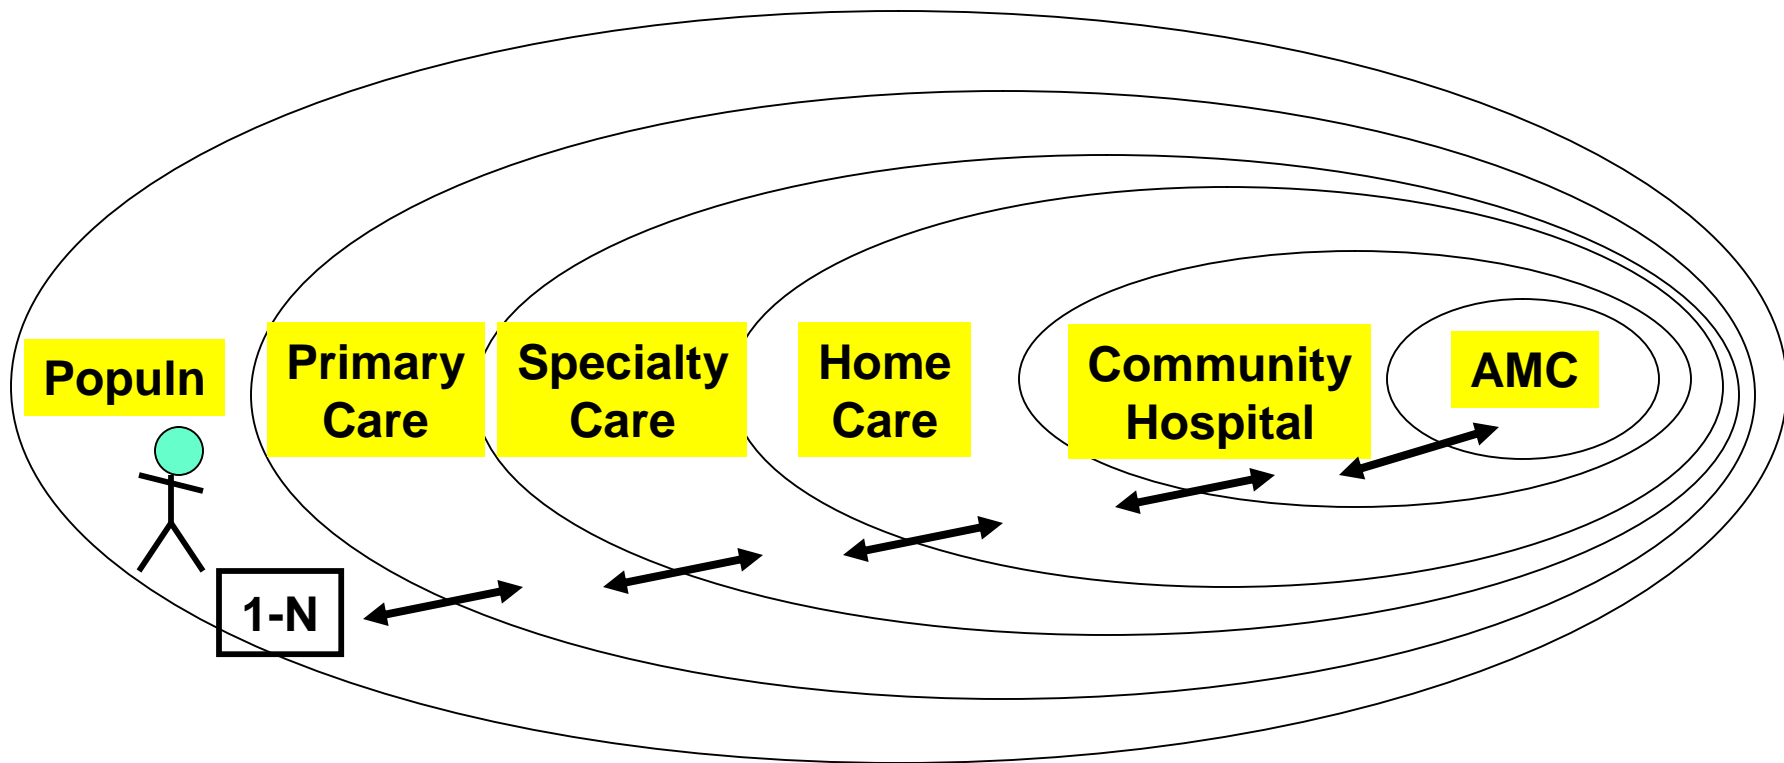 Populn
Primary
Care
Specialty
Care
Home
Care
Community
Hospital
AMC
1-N